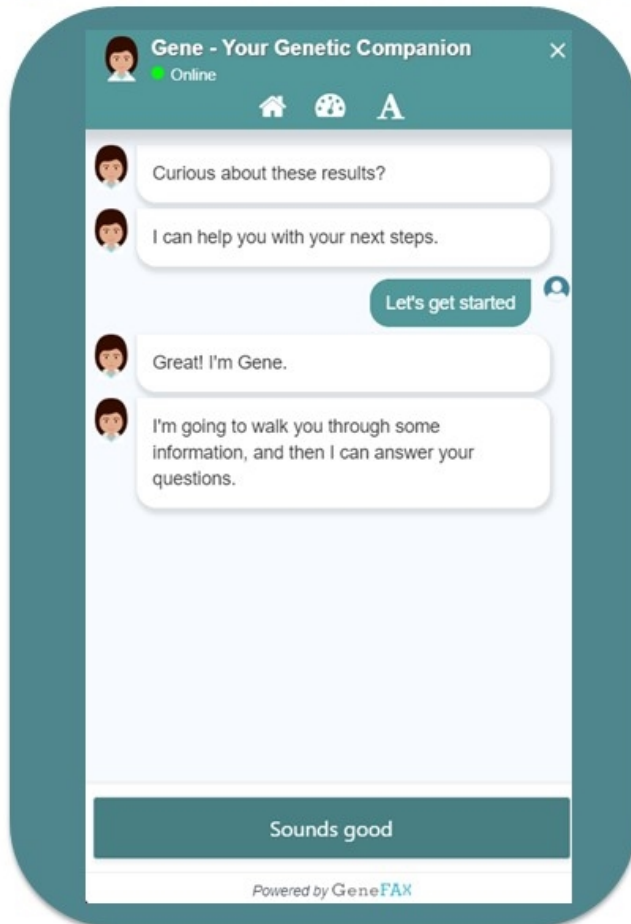 Gene - Your Genetic Companion
Online
A
Curious about these results?
I can help you with your next steps.
Let's get started
Great! I'm Gene.
I'm going to walk you through some
information, and then I can answer your
questions.
Sounds good
Powered by GeneFAX